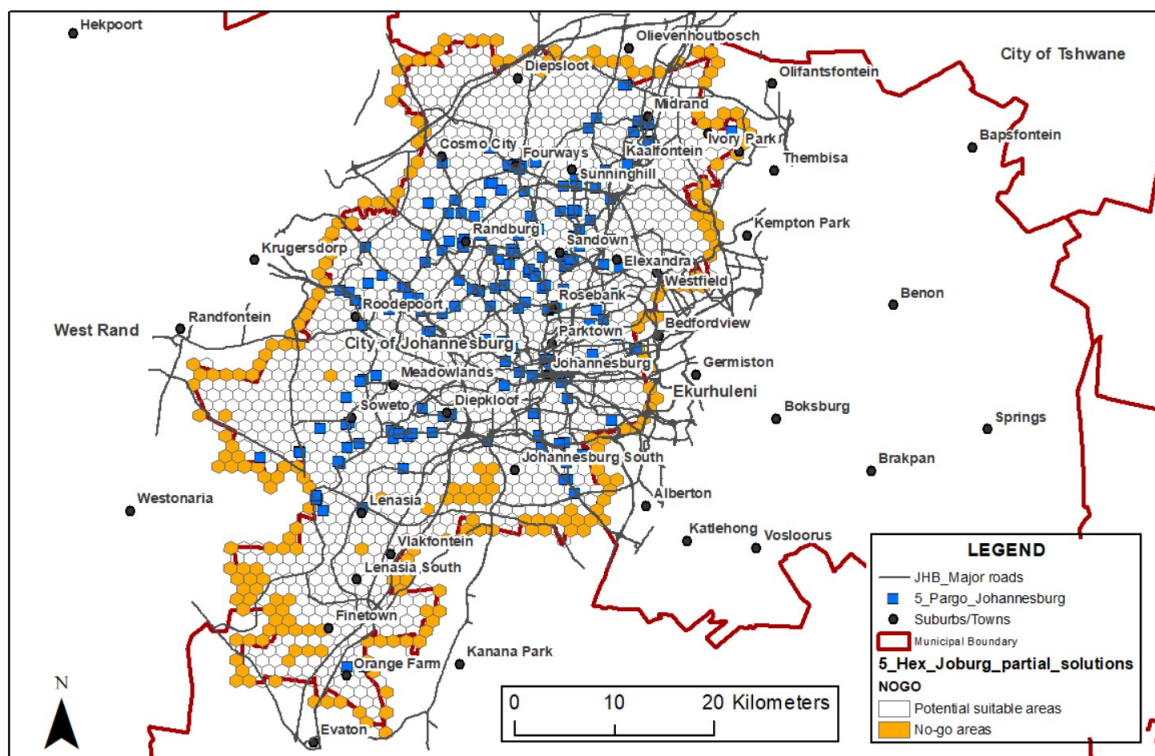 Hekpoort
Olievenhoutbosch
City of Tshwane
Diepsloot
Olifantsfontein
Midrand
Ivory Park
Bapsfontein
Cosmo City
Fourways
Kaalfontein
Sunninghill
Thembisa
Randburg
Sandown
Kempton Park
Krugersdorp
Elexandra
Westfield
Rosebank
Benon
Roodepoort
West Rand
Randfontein
City of Johannesburg
Parktown
Bedfordview
Johannesburg
Germiston
Meadowlands
Ekurhuleni
Soweto
Diepkloof
Boksburg
Springs
Johannesburg South
Brakpan
Westonaria
Lenasia
Alberton
Katlehong
Vosloorus
Vlakfontein
Lenasia South
Finetown
Orange Farm
Kanana Park
Evaton
N
0 10 20 Kilometers
LEGEND
JHB_Major roads
5_Pargo_Johannesburg
Suburbs/Towns
Municipal Boundary
5_Hex_Joburg_partial_solutions
NOGO
Potential suitable areas
No-go areas